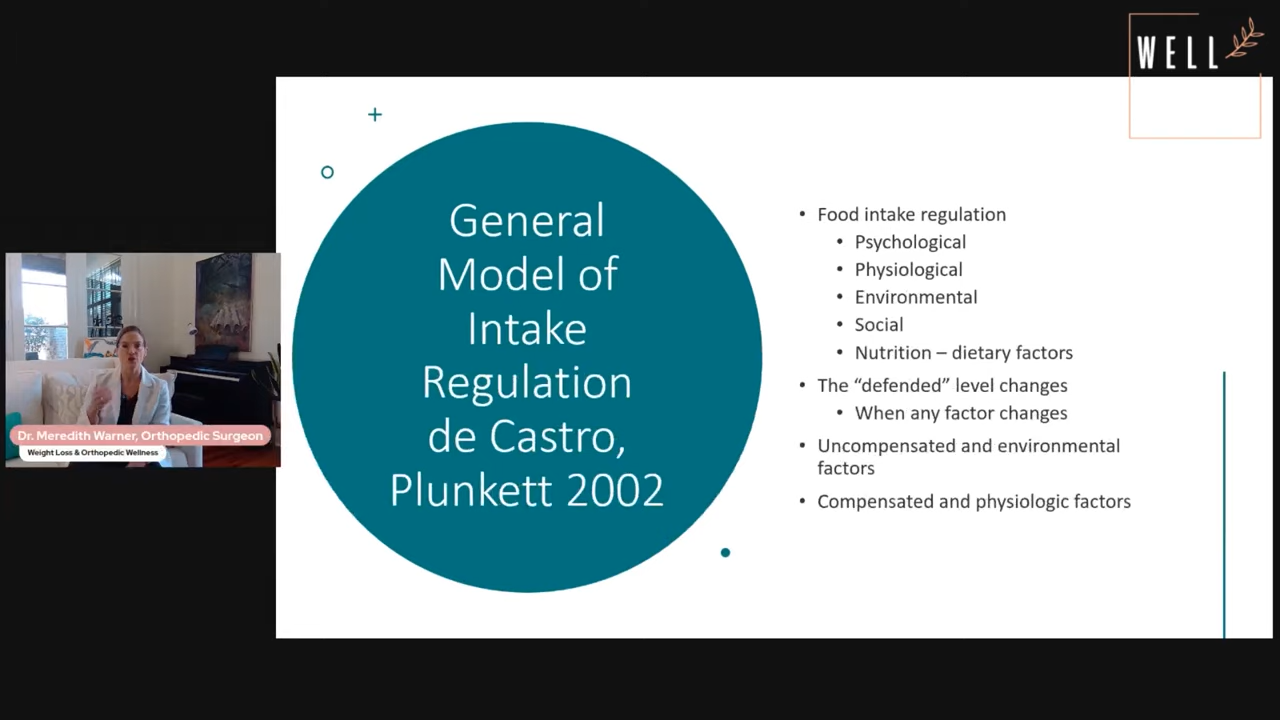 WELL
General
Model of
Intake
Regulation
de Castro,
Plunkett 2002
• Food intake regulation
• Psychological
• Physiological
• Environmental
• Social
• Nutrition – dietary factors
• The “defended” level changes
• When any factor changes
• Uncompensated and environmental
factors
• Compensated and physiologic factors
Dr. Meredith Warner, Orthopedic Surgeon
Weight Loss & Orthopedic Wellness